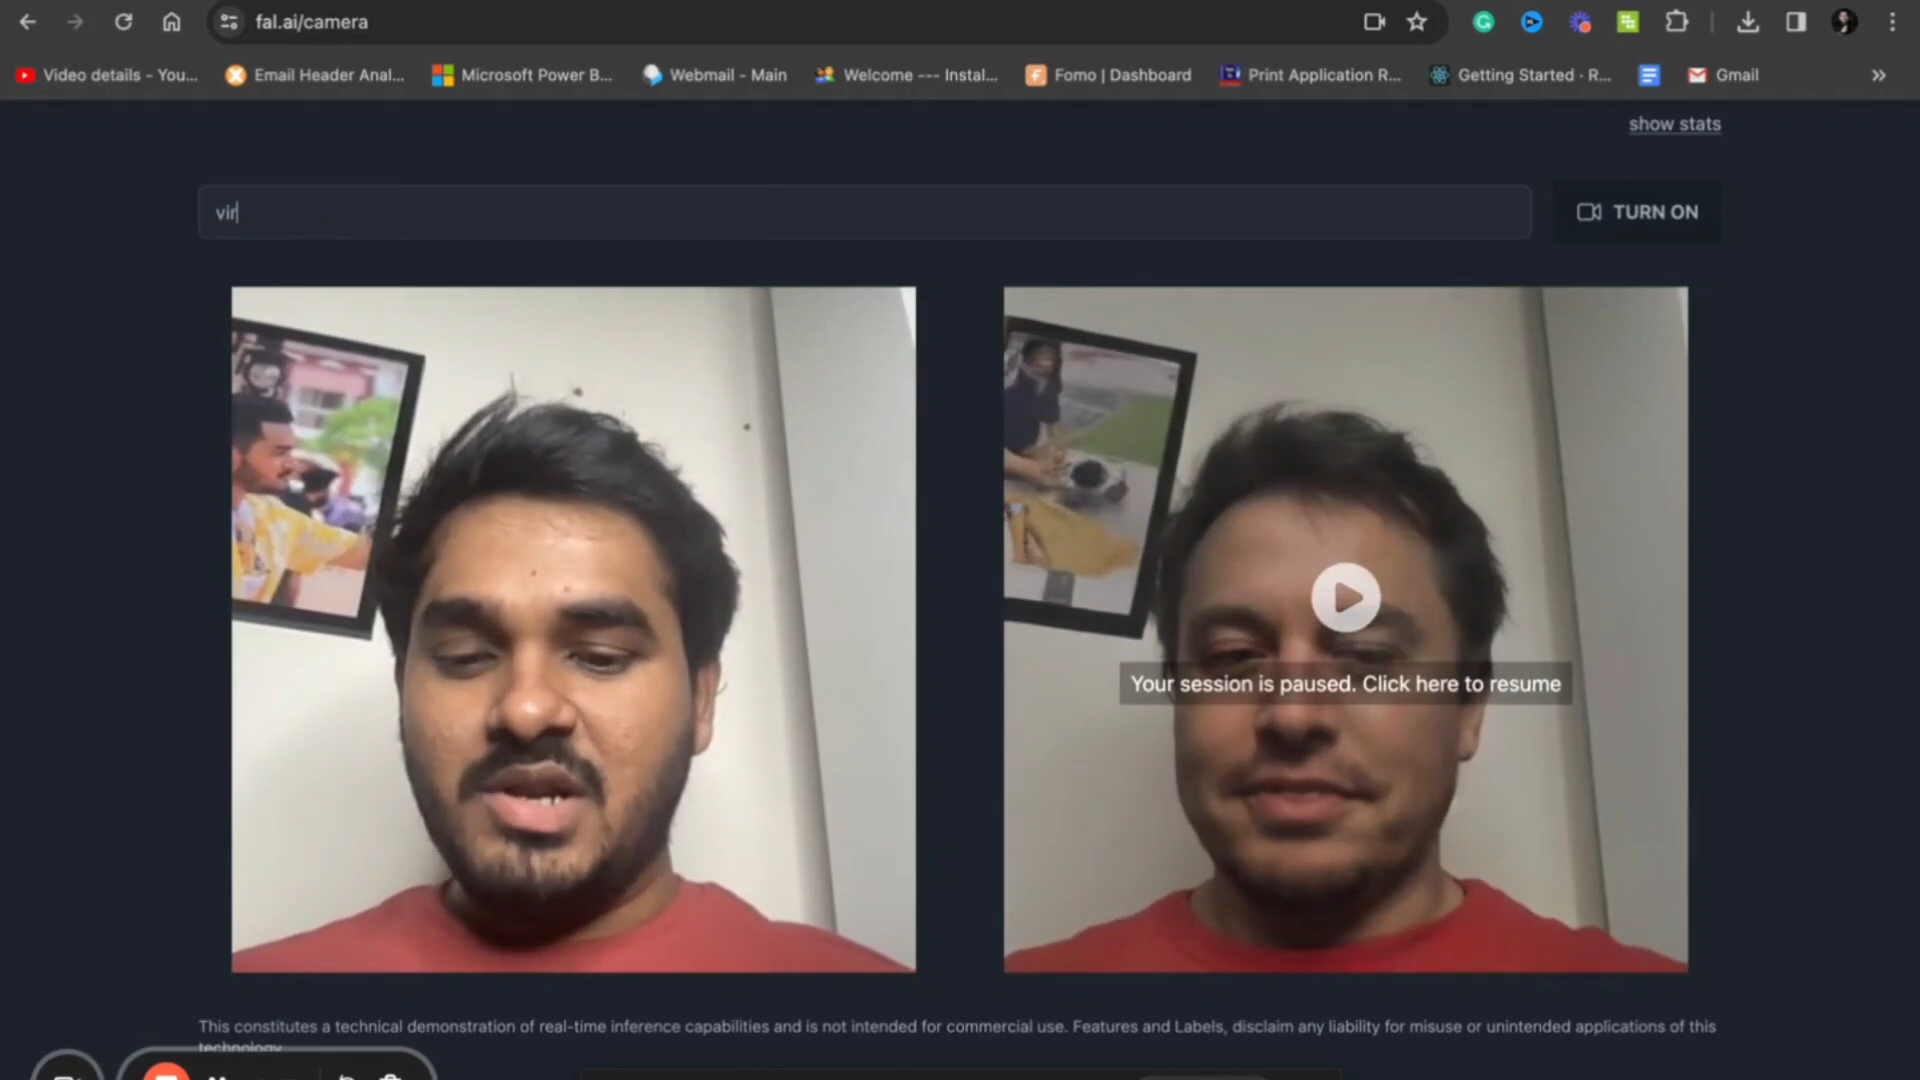 fal.ai/camera
Video details - You...
Email Header Anal...
Microsoft Power B...
Webmail - Main
Welcome --- Instal...
Fomo | Dashboard
Print Application R...
Getting Started · R...
Gmail
show stats
vir
TURN ON
Your session is paused. Click here to resume
This constitutes a technical demonstration of real-time inference capabilities and is not intended for commercial use. Features and Labels, disclaim any liability for misuse or unintended applications of this
technology